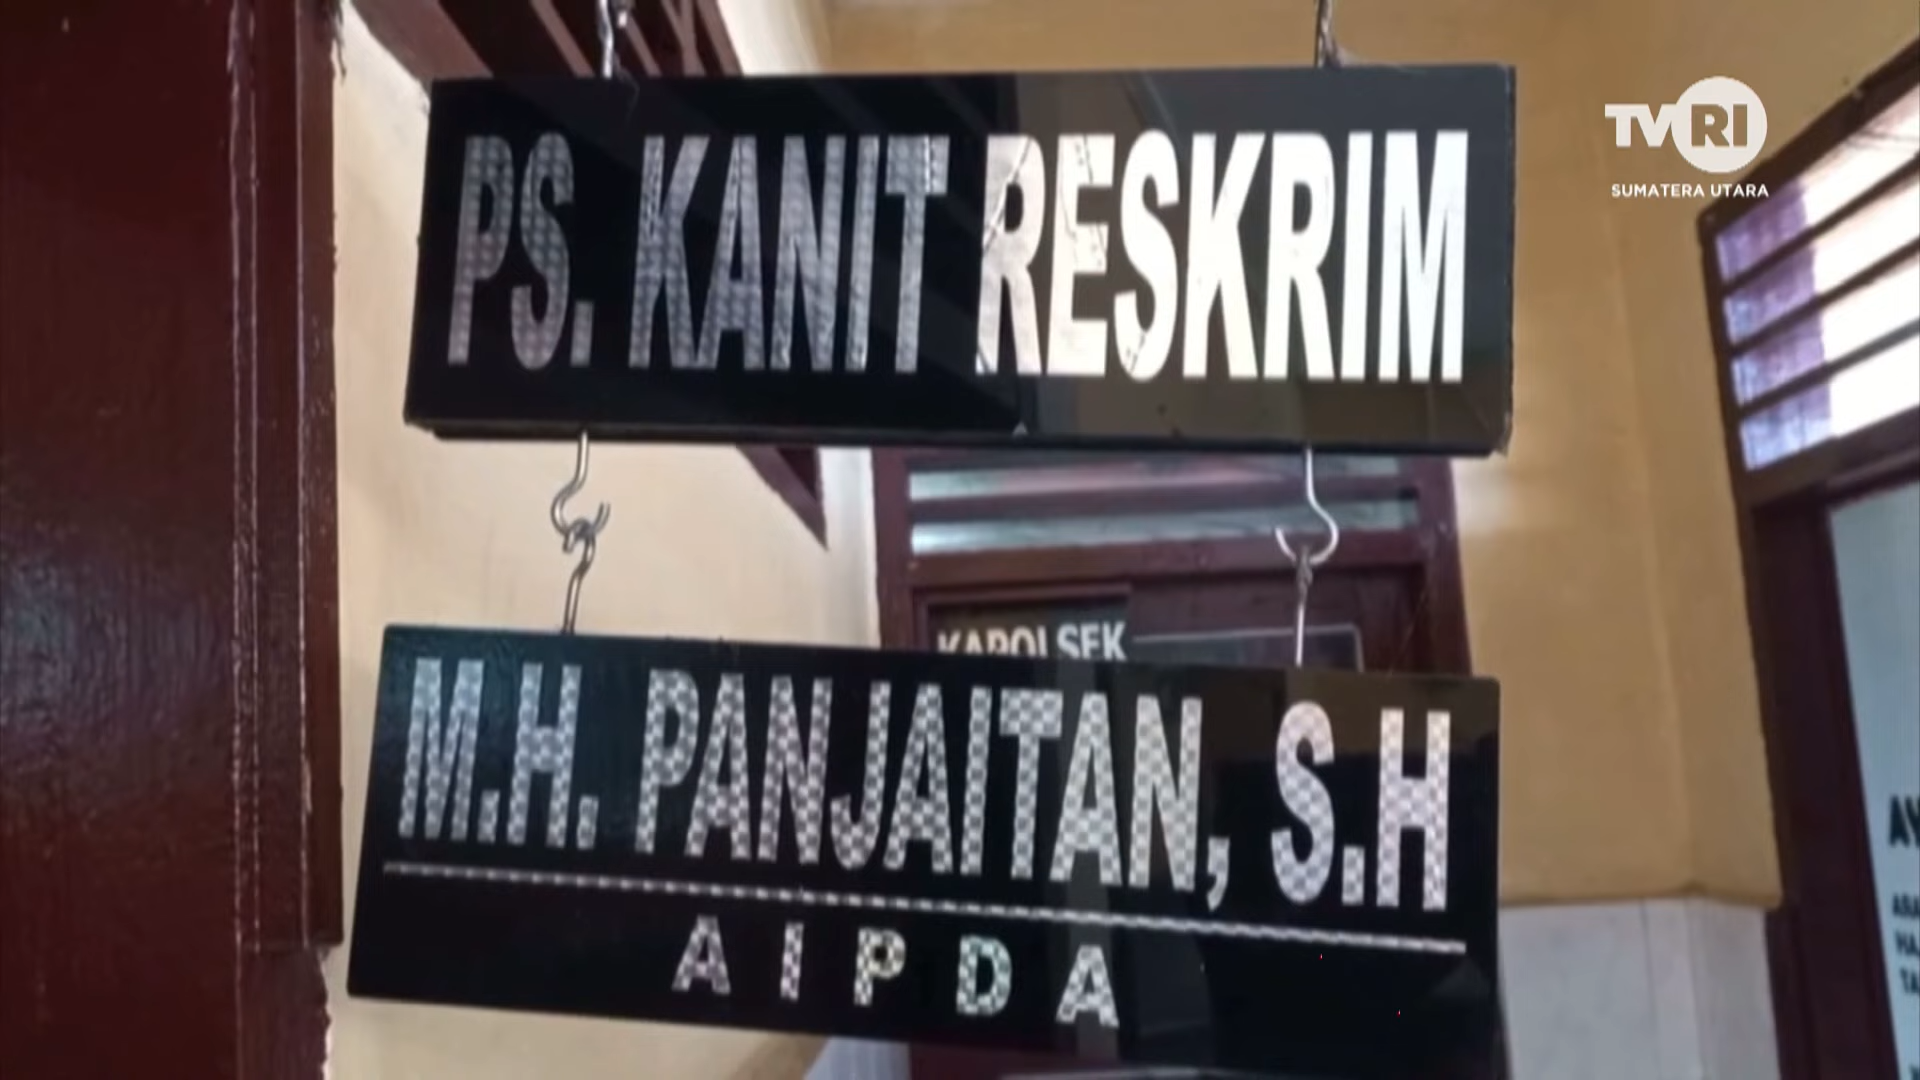 TVRI
SUMATERA UTARA
PS. KANIT RESKRIM
KAPOLSEK
M.H. PANJAITAN, S.H
AIPDA